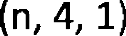 (n, 4, 1)